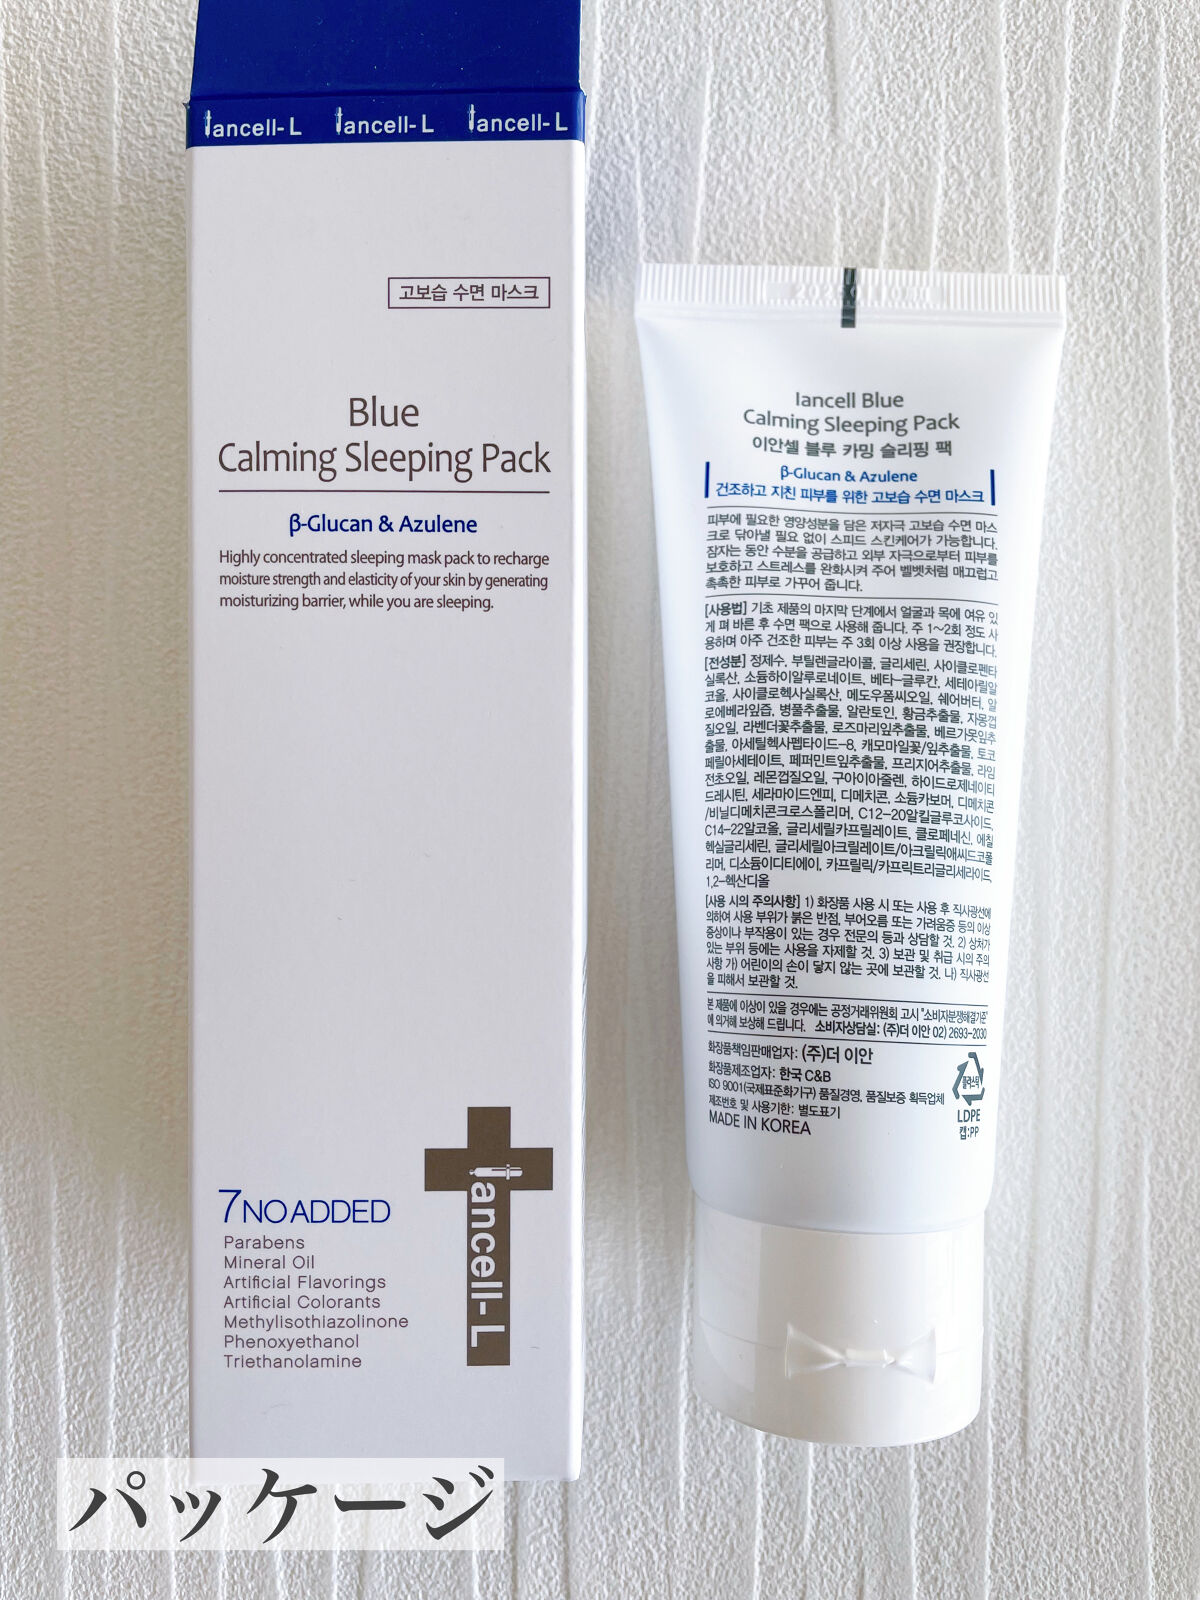 Iancell-L Iancell-L Iancell-L
고보습 수면 마스크
Blue
Calming Sleeping Pack
β-Glucan & Azulene
Highly concentrated sleeping mask pack to recharge
moisture strength and elasticity of your skin by generating
moisturizing barrier, while you are sleeping.
7NO ADDED
Parabens
Mineral Oil
Artificial Flavorings
Artificial Colorants
Methylisothiazolinone
Phenoxyethanol
Triethanolamine
Iancell-L
Iancell Blue
Calming Sleeping Pack
이안셀 블루 카밍 슬리핑 팩
β-Glucan & Azulene
건조하고 지친 피부를 위한 고보습 수면 마스크
피부에 필요한 영양성분을 담은 저자극 고보습 수면 마스
크로 닦아낼 필요 없이 스피드 스킨케어가 가능합니다.
잠자는 동안 수분을 공급하고 외부 자극으로부터 피부를
보호하고 스트레스를 완화시켜 주어 벨벳처럼 매끄럽고
촉촉한 피부로 가꾸어 줍니다.
[사용법] 기초 제품의 마지막 단계에서 얼굴과 목에 여유 있
게 펴 바른 후 수면 팩으로 사용해 줍니다. 주 1~2회 정도 사
용하며 아주 건조한 피부는 주 3회 이상 사용을 권장합니다.
[전성분] 정제수, 부틸렌글라이콜, 글리세린, 사이클로펜타
실록산, 소듐하이알루로네이트, 베타-글루칸, 세테아릴알
코올, 사이클로헥사실록산, 메도우폼씨오일, 쉐어버터, 알
로에베라잎즙, 병풀추출물, 알란토인, 황금추출물, 자몽껍
질오일, 라벤더꽃추출물, 로즈마리잎추출물, 베르가못잎추
출물, 아세틸헥사펩타이드-8, 캐모마일꽃/잎추출물, 토코
페릴아세테이트, 페퍼민트잎추출물, 프리지어추출물, 라임
전초오일, 레몬껍질오일, 구아이아줄렌, 하이드로제네이티
드레시틴, 세라마이드엔피, 디메치콘, 소듐카보머, 디메치콘
/비닐디메치콘크로스폴리머, C12-20알킬글루코사이드,
C14-22알코올, 글리세릴카프릴레이트, 클로페네신, 에칠
헥실글리세린, 글리세릴아크릴레이트/아크릴릭애씨드코폴
리머, 디소듐이디티에이, 카프릴릭/카프릭트리글리세라이드,
1,2-헥산디올
[사용 시의 주의사항] 1) 화장품 사용 시 또는 사용 후 직사광선에
의하여 사용 부위가 붉은 반점, 부어오름 또는 가려움증 등의 이상
증상이나 부작용이 있는 경우 전문의 등과 상담할 것. 2) 상처가
있는 부위 등에는 사용을 자제할 것. 3) 보관 및 취급 시의 주의
사항 가) 어린이의 손이 닿지 않는 곳에 보관할 것. 나) 직사광선
을 피해서 보관할 것.
본 제품에 이상이 있을 경우에는 공정거래위원회 고시 "소비자분쟁해결기준"
에 의거해 보상해 드립니다. 소비자상담실: (주)더 이안 02) 2693-2030
화장품책임판매업자: (주)더 이안
화장품제조업자: 한국 C&B
ISO 9001(국제표준화기구) 품질경영, 품질보증 획득업체
제조번호 및 사용기한: 별도표기
MADE IN KOREA
플라스틱
LDPE
캡:PP
パッケージ